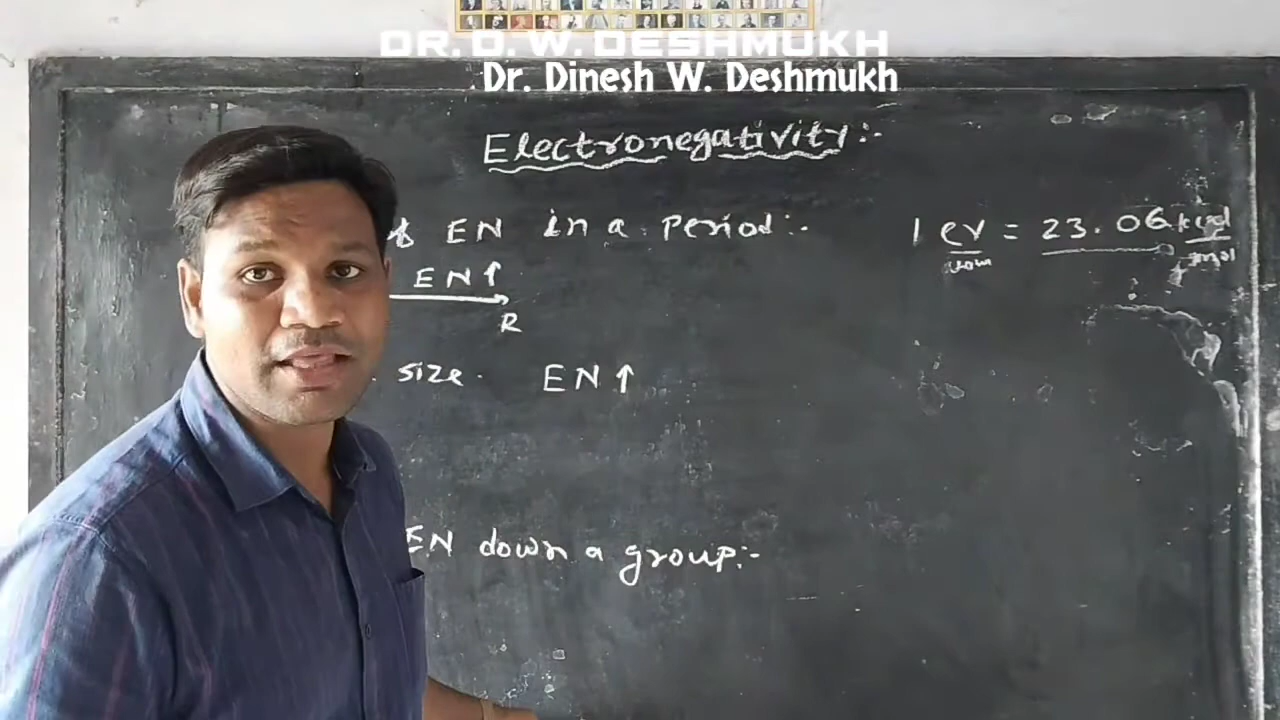 DR. D. W. DESHMUKH
Dr. Dinesh W. Deshmukh
Electronegativity:-
EN in a period:-
1 ev = 23.06 kcal
mol
EN↑
R
size. EN↑
EN down a group:-